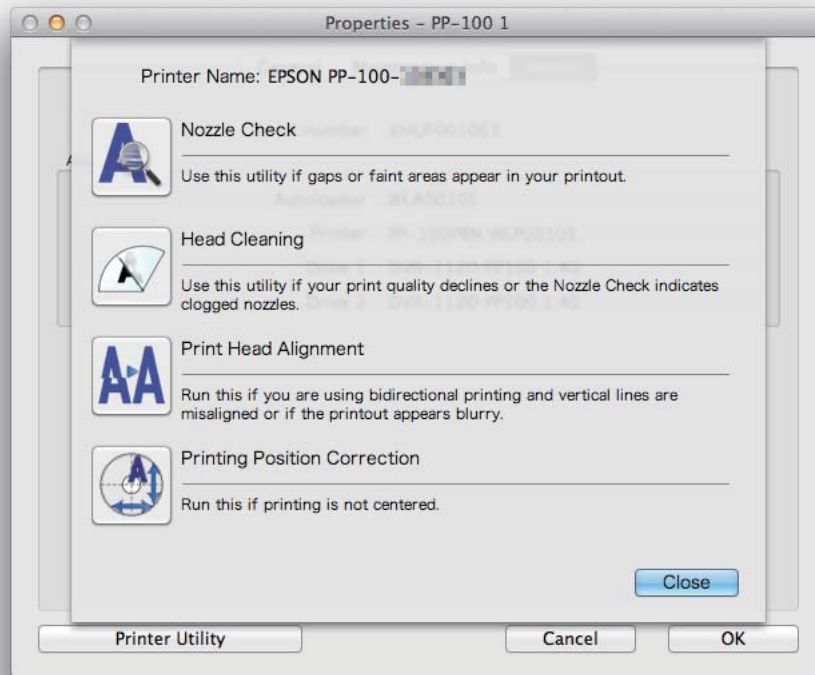 Properties – PP-100 1
Printer Name: EPSON PP-100-
Nozzle Check
Use this utility if gaps or faint areas appear in your printout.
Head Cleaning
Use this utility if your print quality declines or the Nozzle Check indicates
clogged nozzles.
Print Head Alignment
Run this if you are using bidirectional printing and vertical lines are
misaligned or if the printout appears blurry.
Printing Position Correction
Run this if printing is not centered.
Close
Printer Utility
Cancel
OK